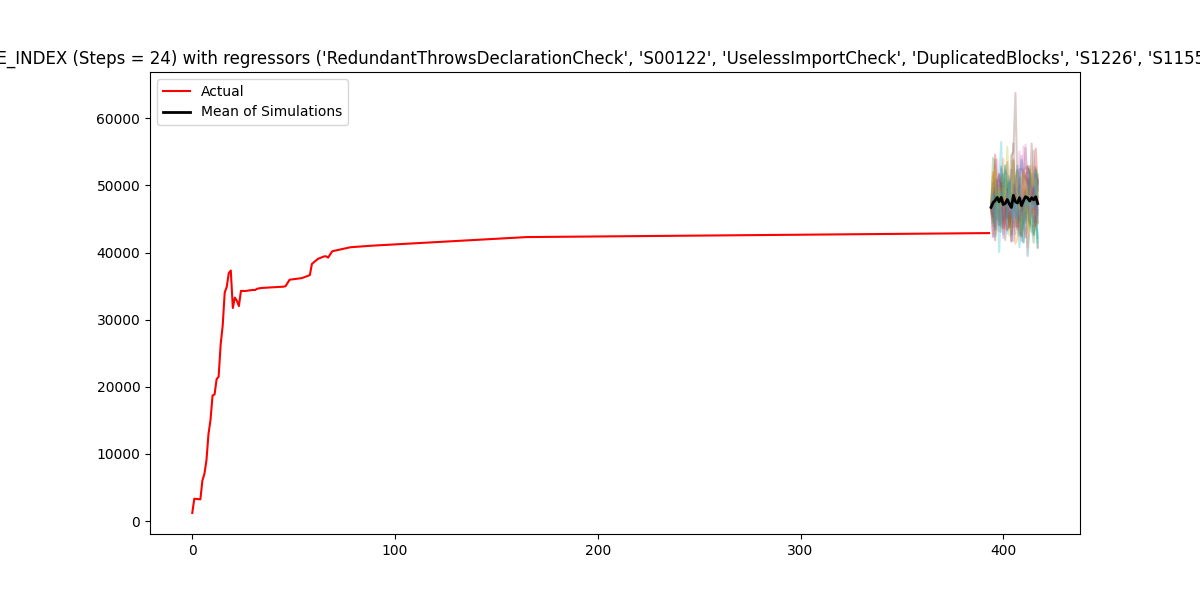 E_INDEX (Steps = 24) with regressors ('RedundantThrowsDeclarationCheck', 'S00122', 'UselessImportCheck', 'DuplicatedBlocks', 'S1226', 'S1155
Actual
Mean of Simulations
60000
50000
40000
30000
20000
10000
0
0 100 200 300 400